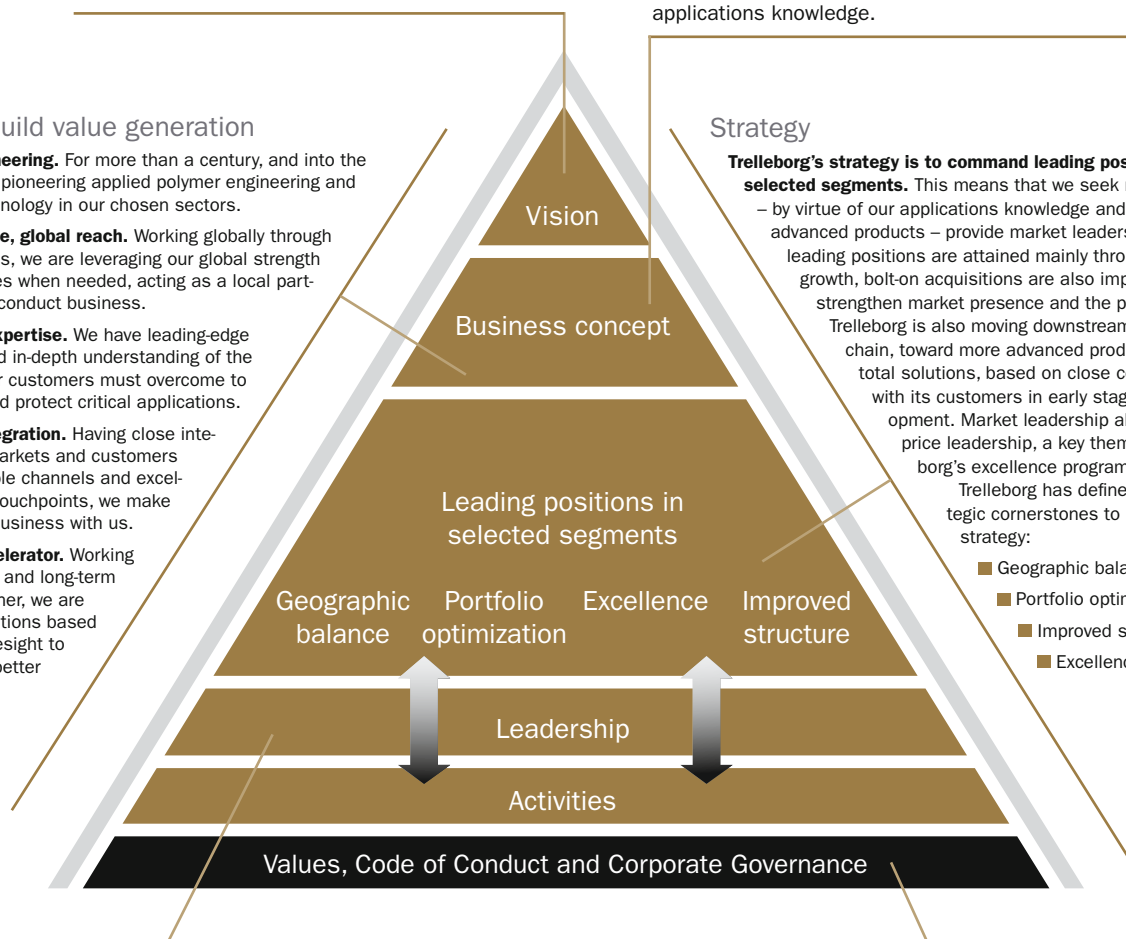 applications knowledge.
uild value generation
neering. For more than a century, and into the
pioneering applied polymer engineering and
nology in our chosen sectors.
e, global reach. Working globally through
s, we are leveraging our global strength
es when needed, acting as a local part-
conduct business.
xpertise. We have leading-edge
d in-depth understanding of the
r customers must overcome to
d protect critical applications.
egration. Having close inte-
arkets and customers
ble channels and excel-
ouchpoints, we make
usiness with us.
elerator. Working
and long-term
ner, we are
tions based
esight to
better
Vision
Business concept
Leading positions in
selected segments
Geographic
balance
Portfolio
optimization
Excellence
Improved
structure
Leadership
Activities
Values, Code of Conduct and Corporate Governance
Strategy
Trelleborg’s strategy is to command leading pos
selected segments. This means that we seek
– by virtue of our applications knowledge and
advanced products – provide market leaders
leading positions are attained mainly thro
growth, bolt-on acquisitions are also imp
strengthen market presence and the p
Trelleborg is also moving downstream
chain, toward more advanced prod
total solutions, based on close c
with its customers in early stag
opment. Market leadership al
price leadership, a key them
borg’s excellence program
Trelleborg has define
tegic cornerstones to
strategy:
Geographic bala
Portfolio optim
Improved s
Excellenc